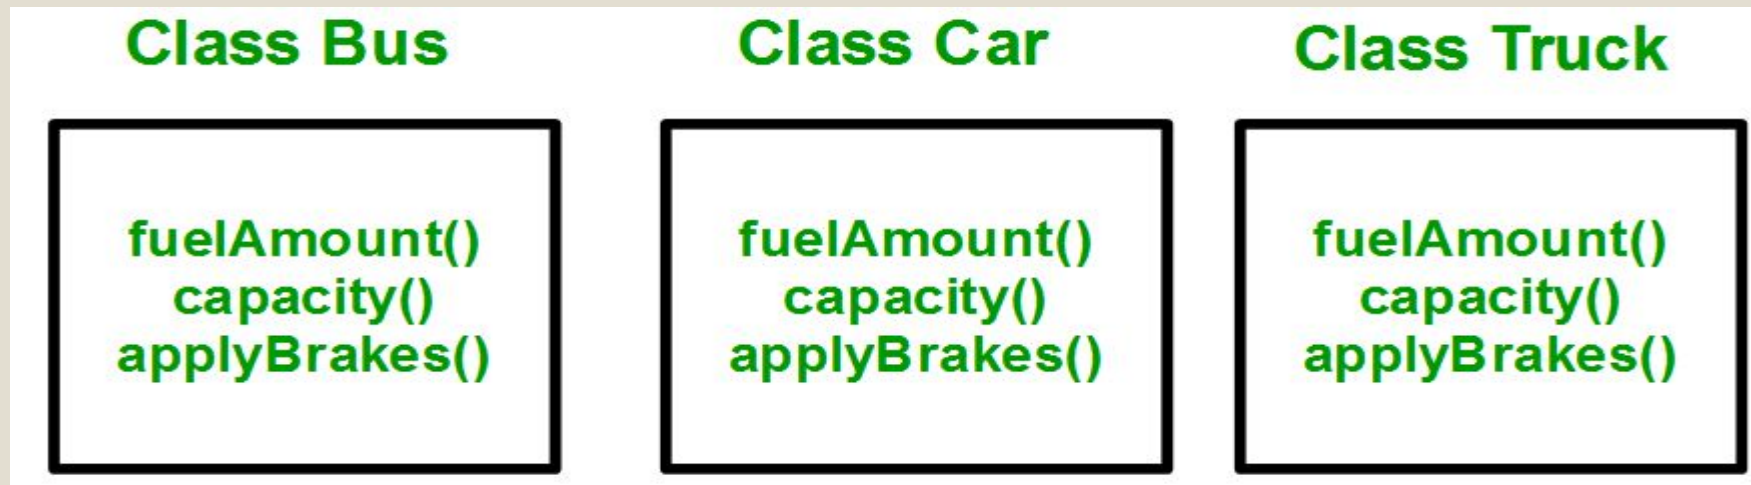 Class Bus
Class Car
Class Truck
fuelAmount()
capacity()
applyBrakes()
fuelAmount()
capacity()
applyBrakes()
fuelAmount()
capacity()
applyBrakes()